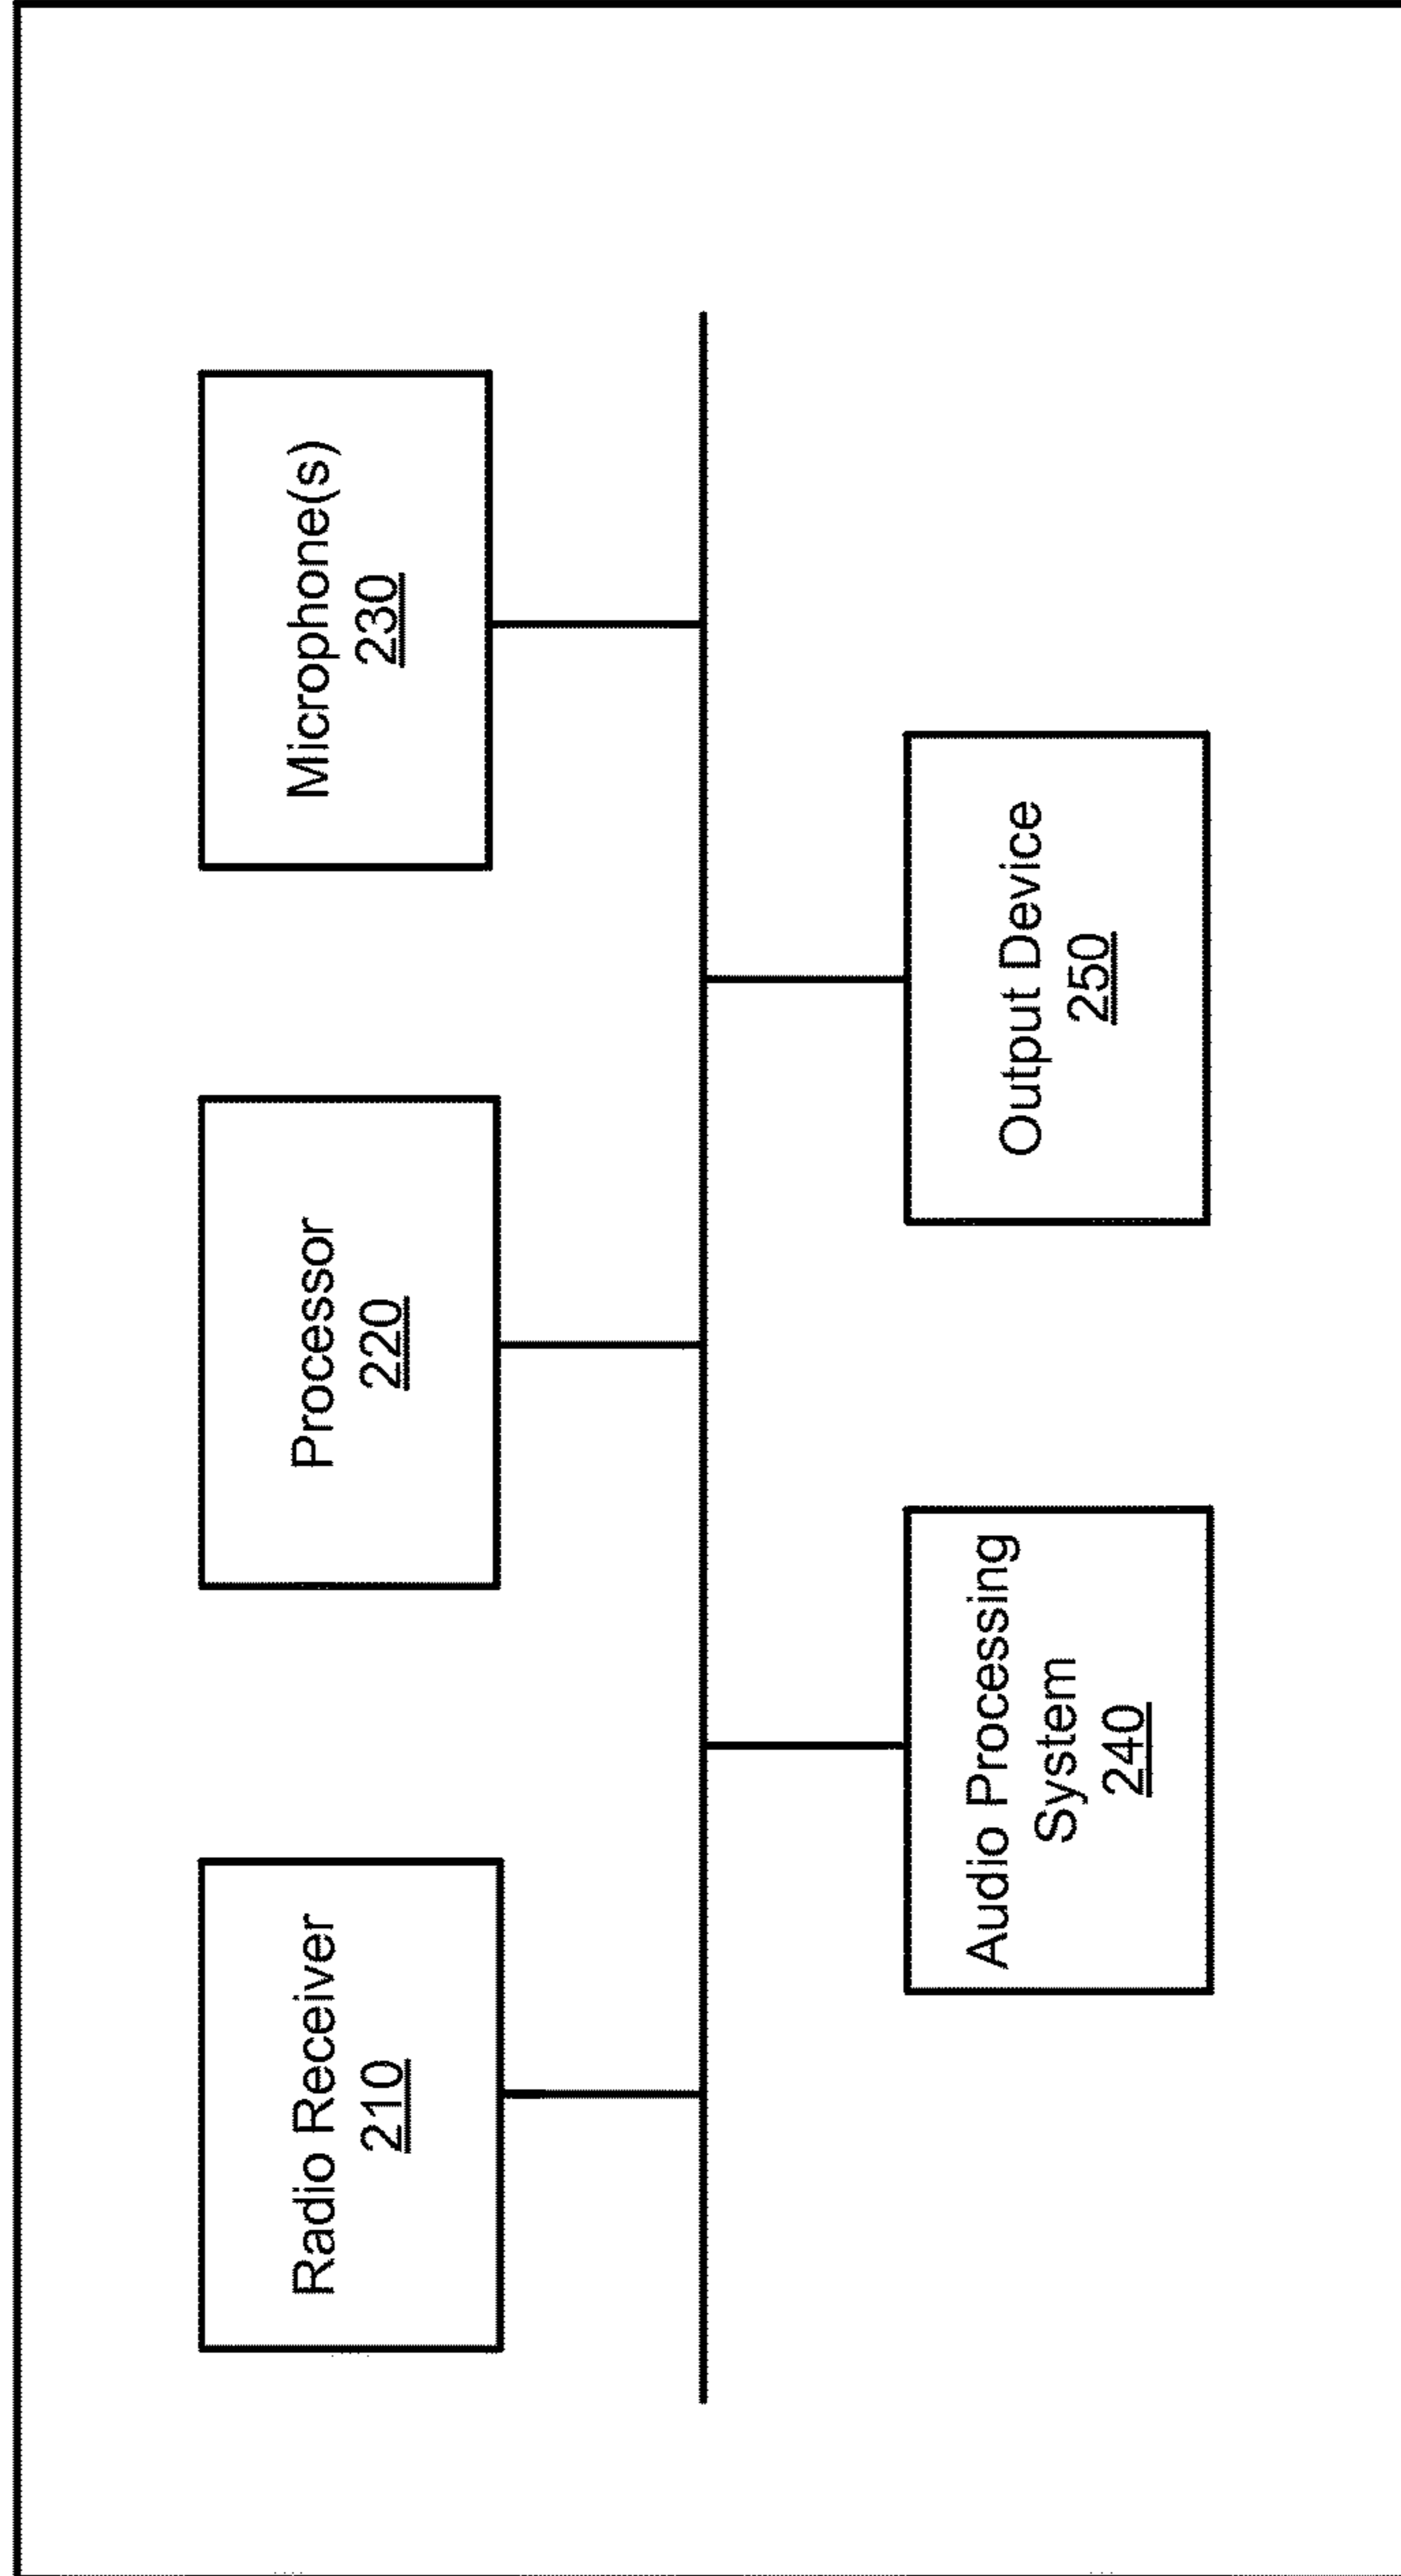 Radio Receiver
210
Processor
220
Microphone(s)
230
Audio Processing
System
240
Output Device
250